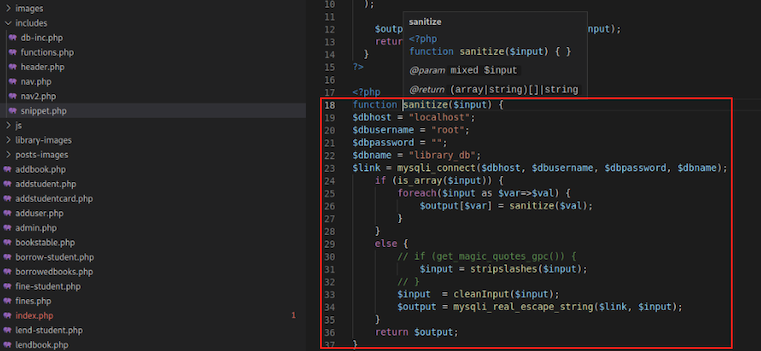 images
includes
db-inc.php
functions.php
header.php
nav.php
nav2.php
snippet.php
js
library-images
posts-images
addbook.php
addstudent.php
addstudentcard.php
adduser.php
admin.php
bookstable.php
borrow-student.php
borrowedbooks.php
fine-student.php
fines.php
index.php 1
lend-student.php
lendbook.php
10 );
11
12 $outp nput);
13 retur
14 }
15 ?>
16
17 <?php
sanitize
<?php
function sanitize($input) { }
@param mixed $input
@return (array|string)[]|string
18 function sanitize($input) {
19 $dbhost = "localhost";
20 $dbusername = "root";
21 $dbpassword = "";
22 $dbname = "library_db";
23 $link = mysqli_connect($dbhost, $dbusername, $dbpassword, $dbname);
24 if (is_array($input)) {
25 foreach($input as $var=>$val) {
26 $output[$var] = sanitize($val);
27 }
28 }
29 else {
30 // if (get_magic_quotes_gpc()) {
31 $input = stripslashes($input);
32 // }
33 $input = cleanInput($input);
34 $output = mysqli_real_escape_string($link, $input);
35 }
36 return $output;
37 }